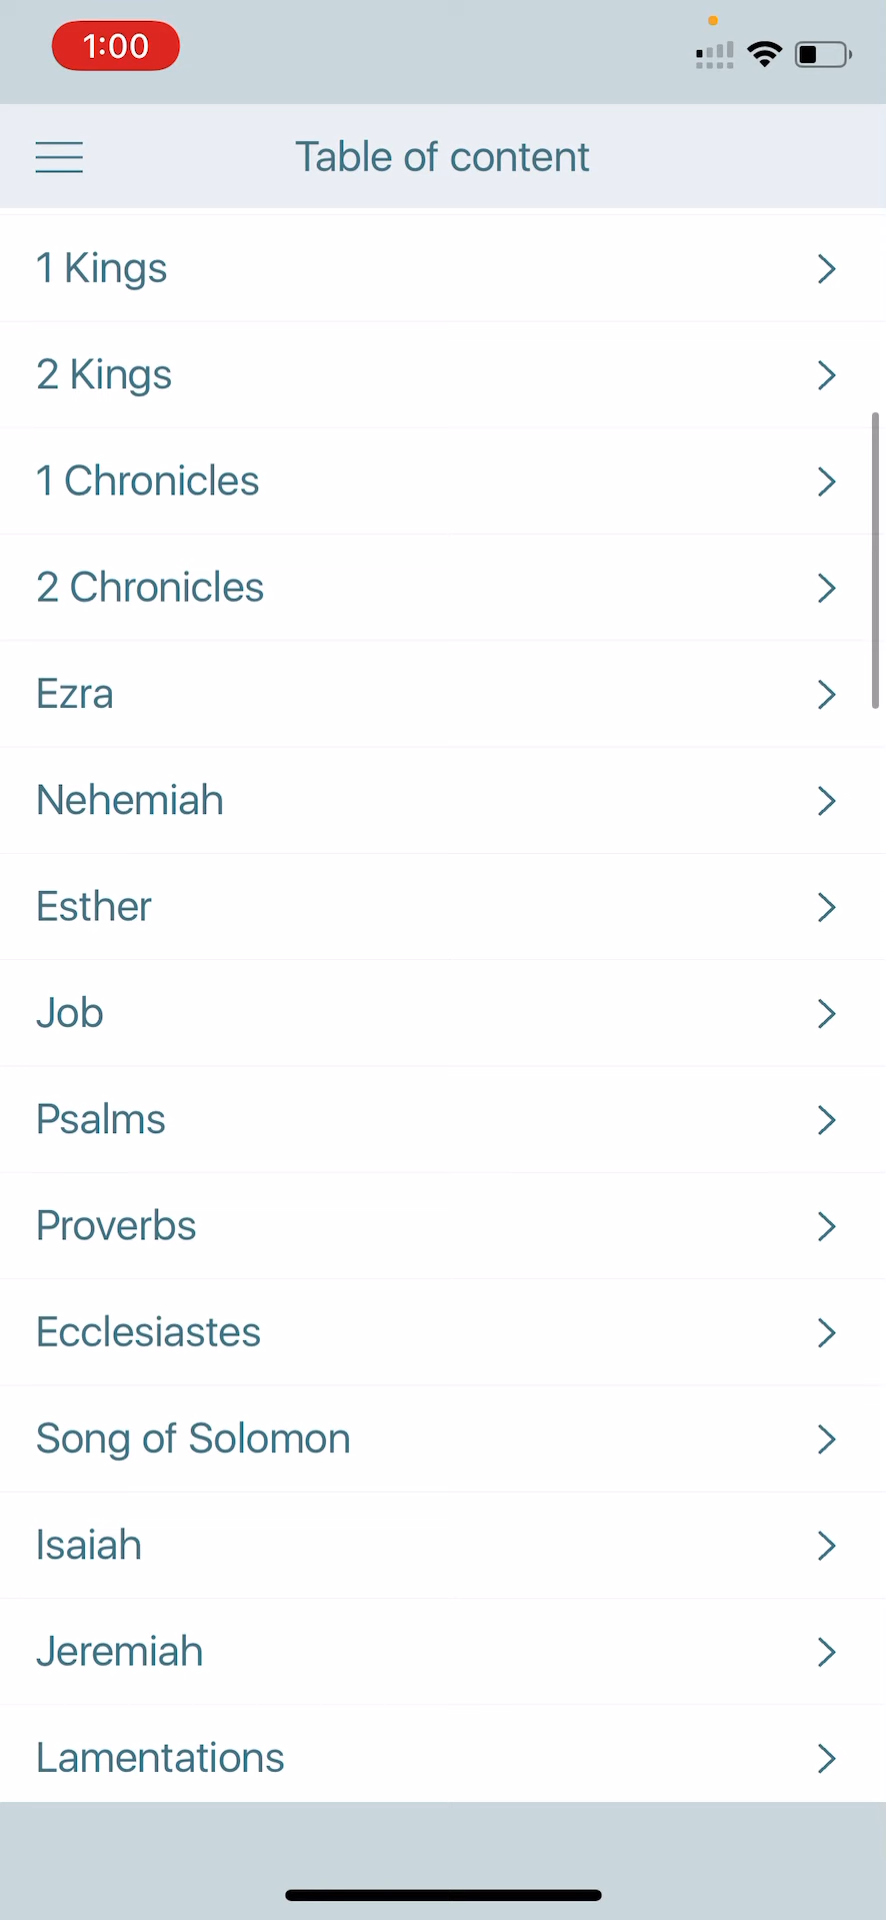 1:00
Table of content
1 Kings
2 Kings
1 Chronicles
2 Chronicles
Ezra
Nehemiah
Esther
Job
Psalms
Proverbs
Ecclesiastes
Song of Solomon
Isaiah
Jeremiah
Lamentations